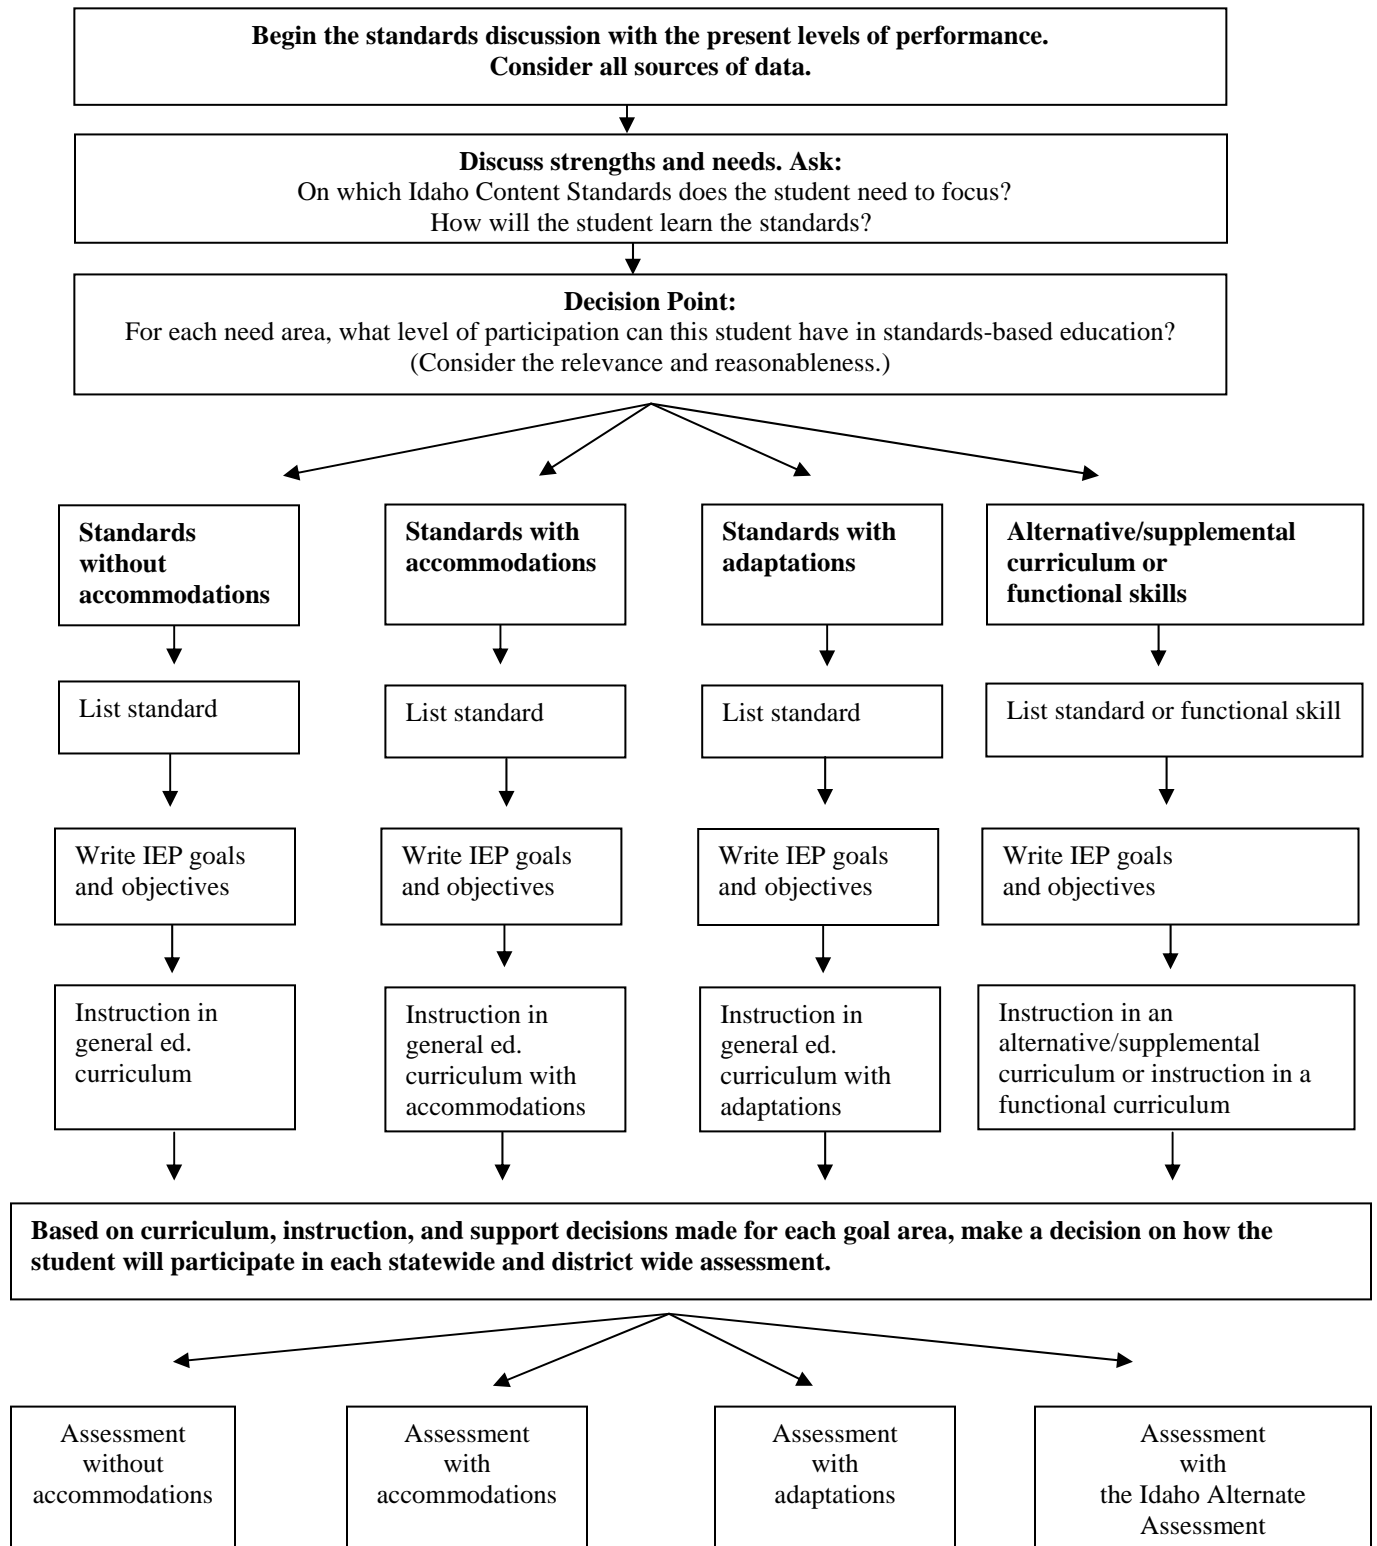 Begin the standards discussion with the present levels of performance.
Consider all sources of data.
Discuss strengths and needs. Ask:
On which Idaho Content Standards does the student need to focus?
How will the student learn the standards?
Decision Point:
For each need area, what level of participation can this student have in standards-based education?
(Consider the relevance and reasonableness.)
Standards
without
accommodations
Standards with
accommodations
Standards with
adaptations
Alternative/supplemental
curriculum or
functional skills
List standard
List standard
List standard
List standard or functional skill
Write IEP goals
and objectives
Write IEP goals
and objectives
Write IEP goals
and objectives
Write IEP goals
and objectives
Instruction in
general ed.
curriculum
Instruction in
general ed.
curriculum with
accommodations
Instruction in
general ed.
curriculum with
adaptations
Instruction in an
alternative/supplemental
curriculum or instruction in a
functional curriculum
Based on curriculum, instruction, and support decisions made for each goal area, make a decision on how the
student will participate in each statewide and district wide assessment.
Assessment
without
accommodations
Assessment
with
accommodations
Assessment
with
adaptations
Assessment
with
the Idaho Alternate
Assessment